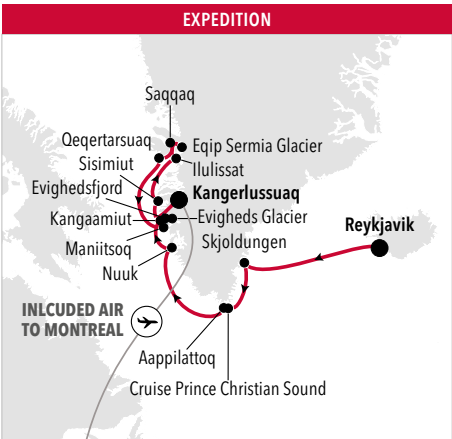 EXPEDITION
Saqqaq
Qeqertarsuaq
Eqip Sermia Glacier
Sisimiut
Ilulissat
Evighedsfjord
Kangerlussuaq
Kangaamiut
Evigheds Glacier
Maniitsoq
Skjoldungen
Reykjavik
Nuuk
INLCUDED AIR
TO MONTREAL
Aappilattoq
Cruise Prince Christian Sound